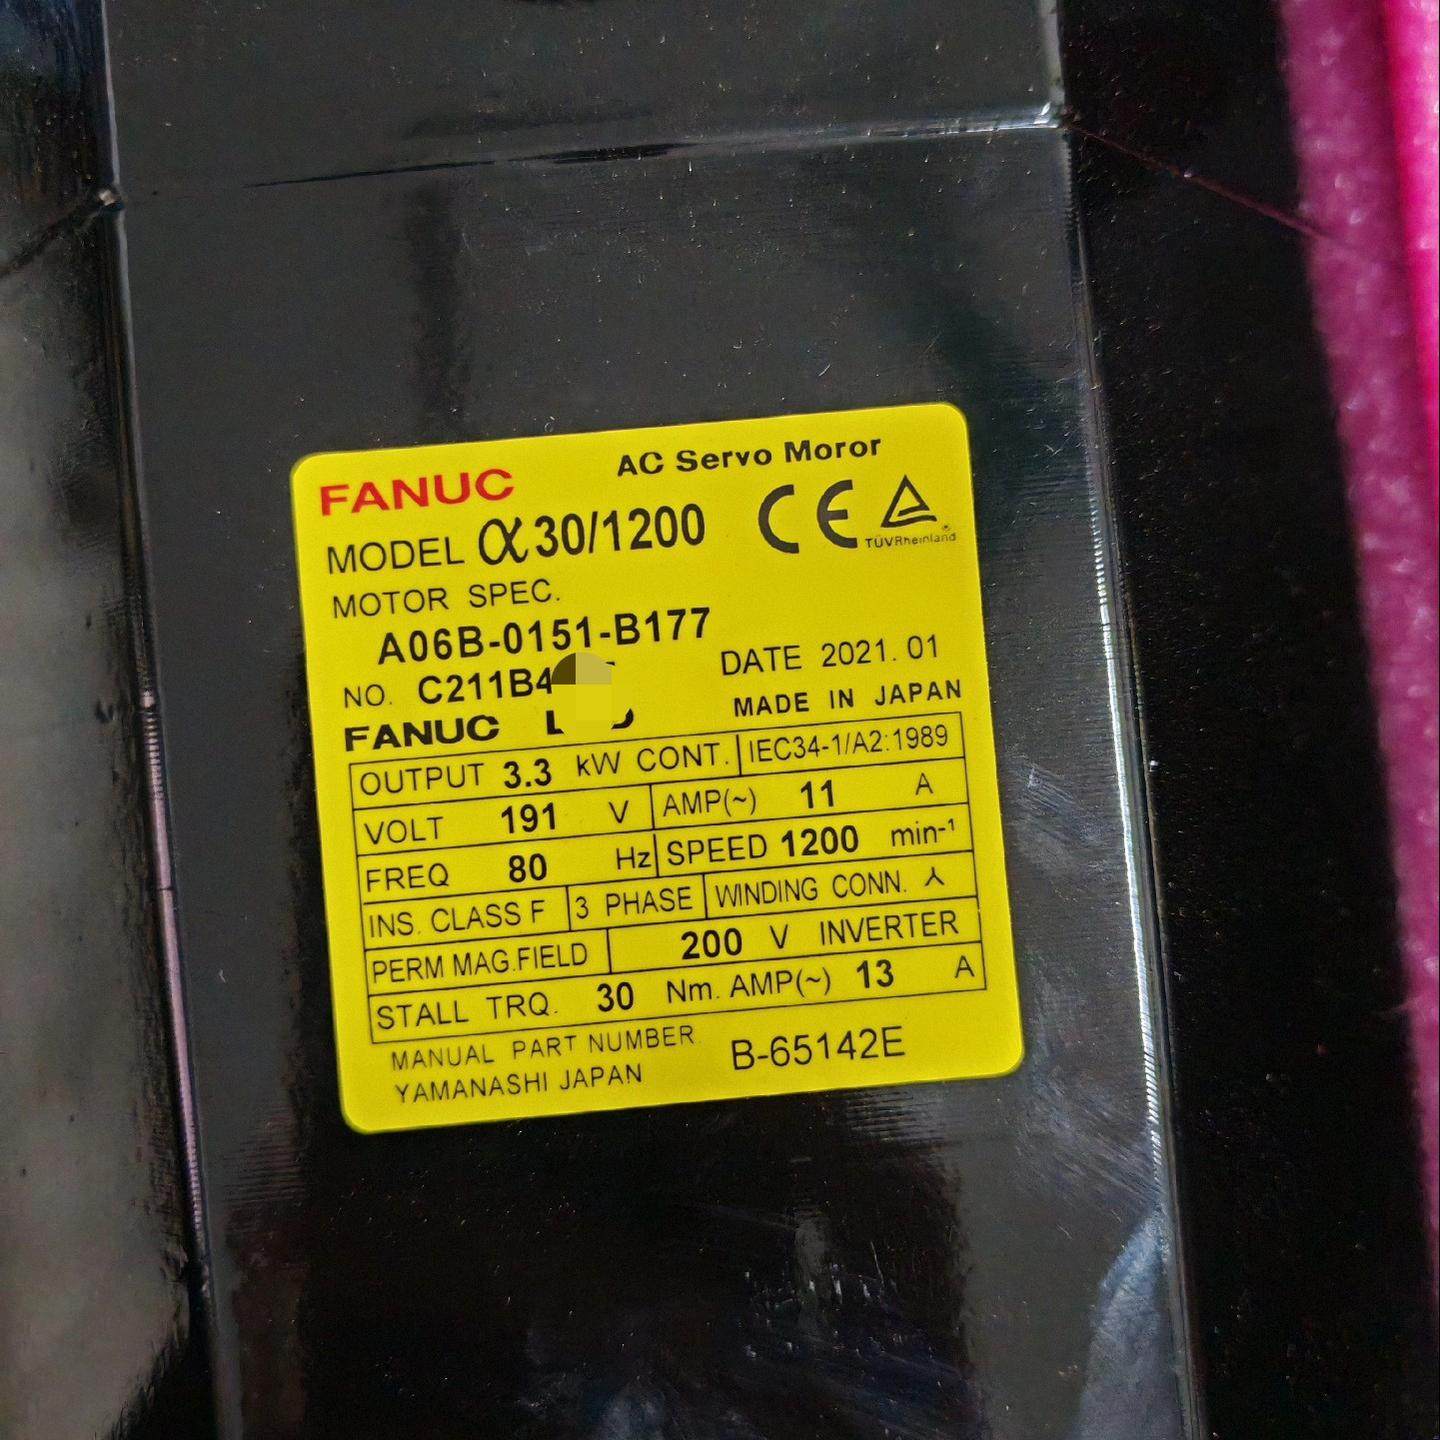 FANUC AC Servo Moror
MODEL α30/1200 CE TÜVRheinland
MOTOR SPEC.
A06B-0151-B177
NO. C211B4 DATE 2021.01
FANUC MADE IN JAPAN
OUTPUT 3.3 kW CONT. IEC34-1/A2:1989
VOLT 191 V AMP(~) 11 A
FREQ 80 Hz SPEED 1200 min⁻¹
INS. CLASS F 3 PHASE WINDING CONN. ⅄
PERM MAG.FIELD 200 V INVERTER
STALL TRQ. 30 Nm. AMP(~) 13 A
MANUAL PART NUMBER B-65142E
YAMANASHI JAPAN